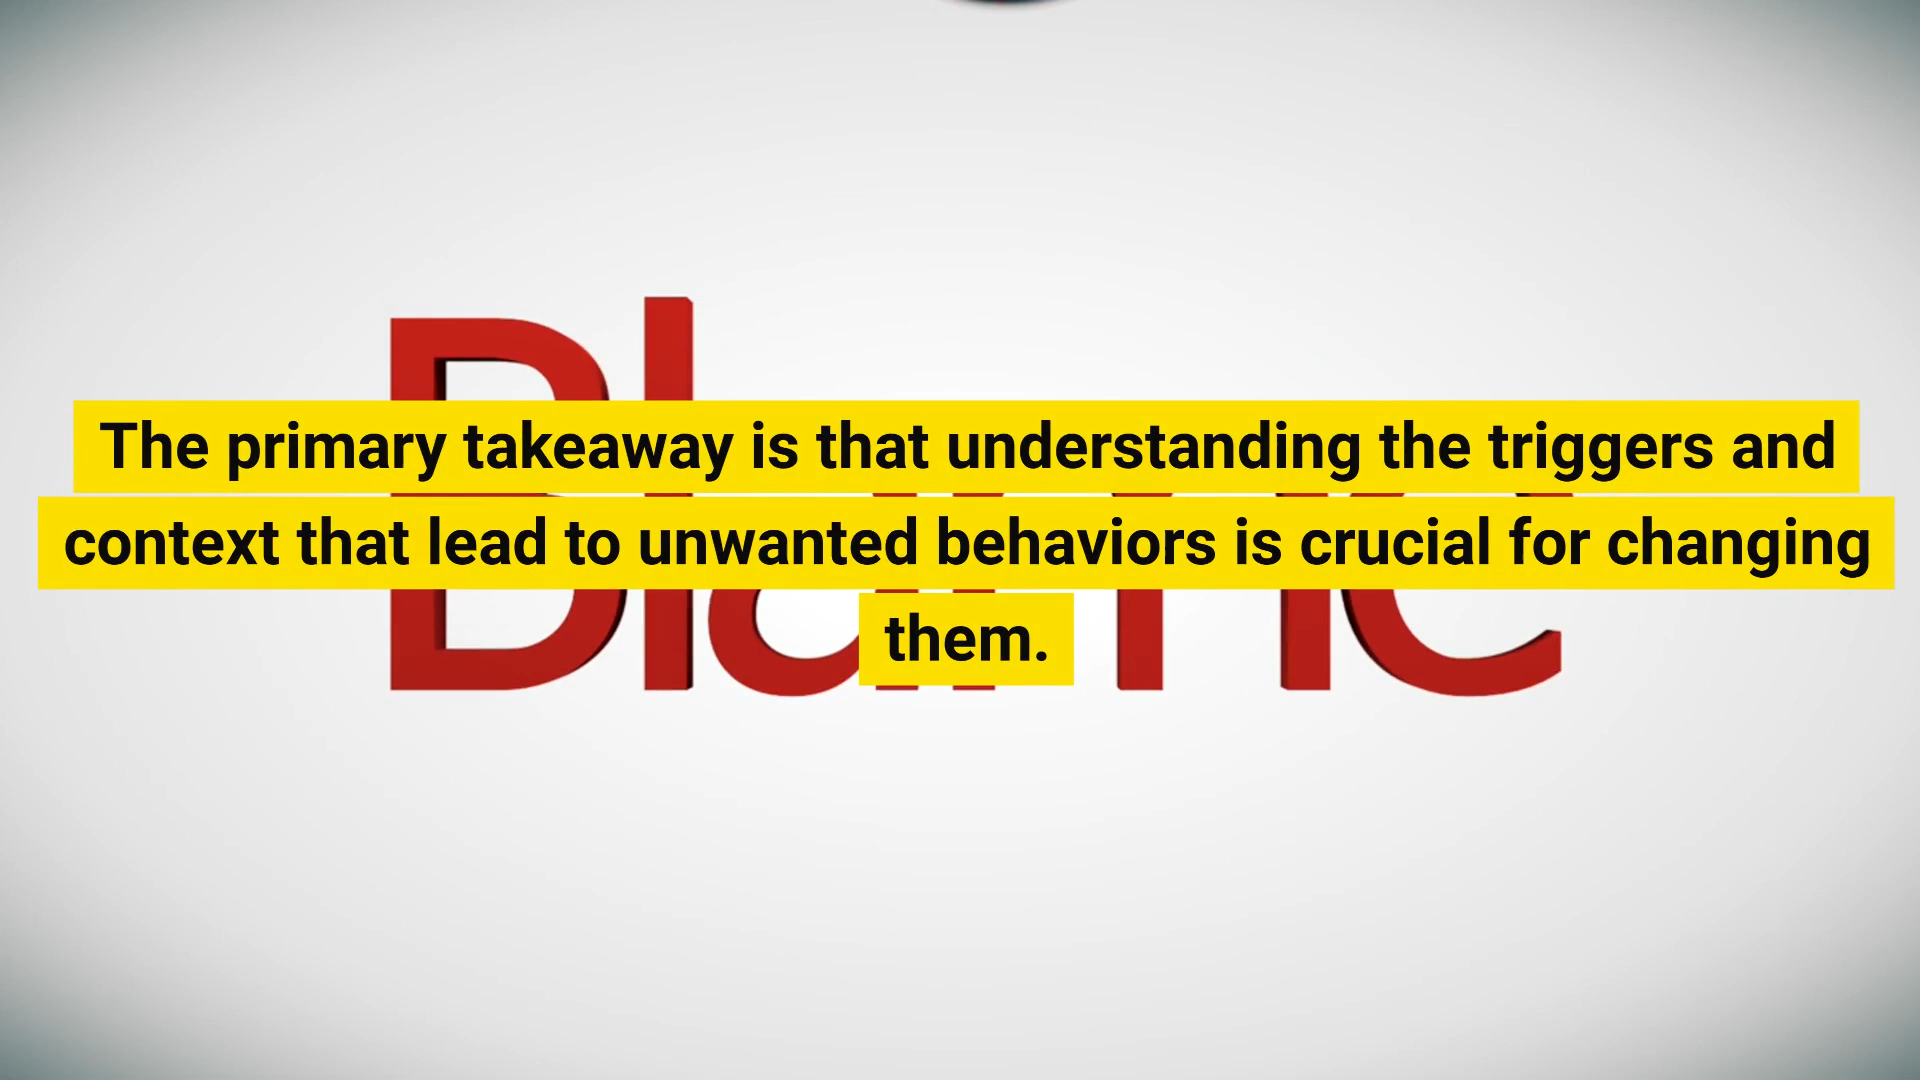 The primary takeaway is that understanding the triggers and
context that lead to unwanted behaviors is crucial for changing
them.